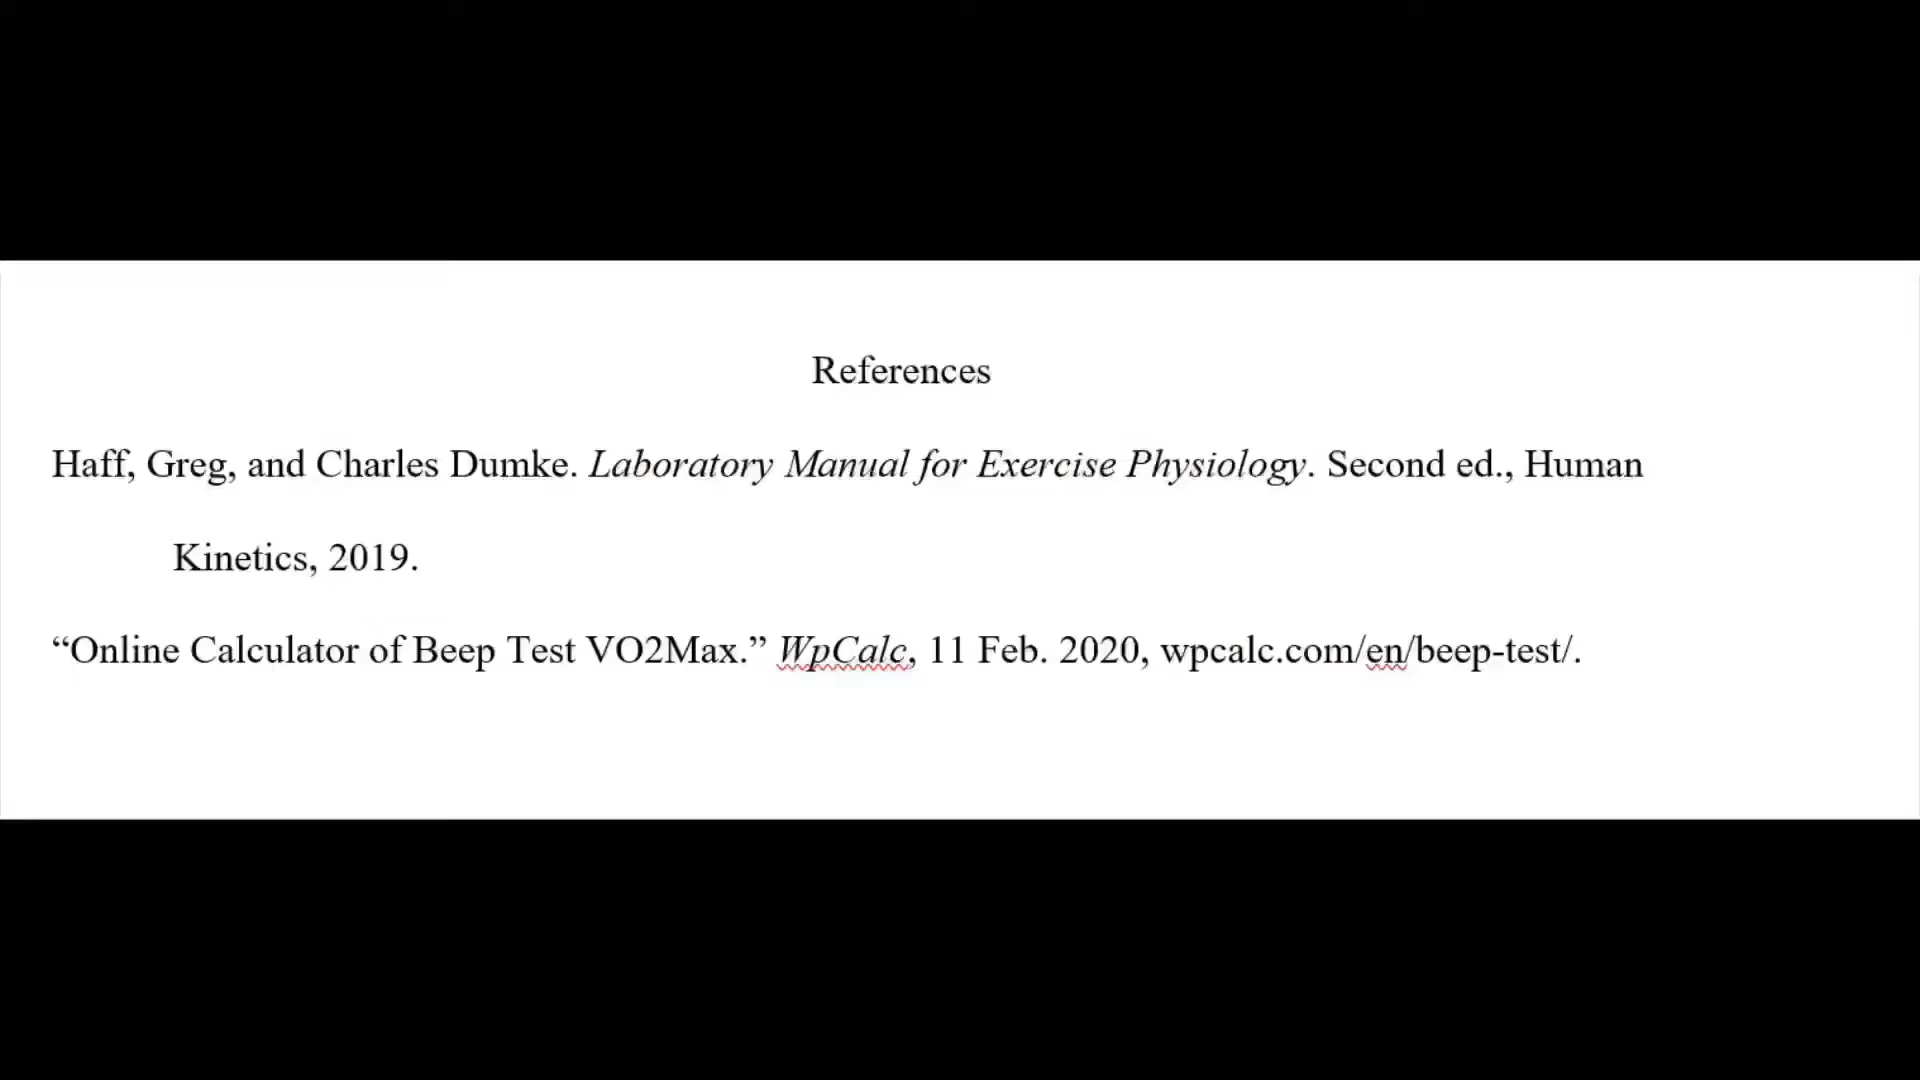 References
Haff, Greg, and Charles Dumke. Laboratory Manual for Exercise Physiology. Second ed., Human
Kinetics, 2019.
“Online Calculator of Beep Test VO2Max.” WpCalc, 11 Feb. 2020, wpcalc.com/en/beep-test/.